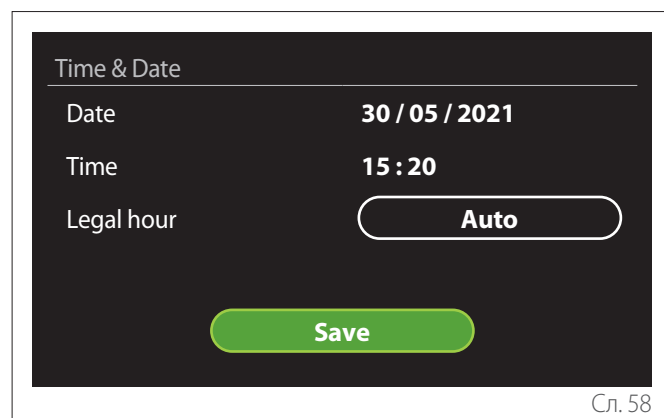 Time & Date
Date 30 / 05 / 2021
Time 15 : 20
Legal hour Auto
Save
Сл. 58